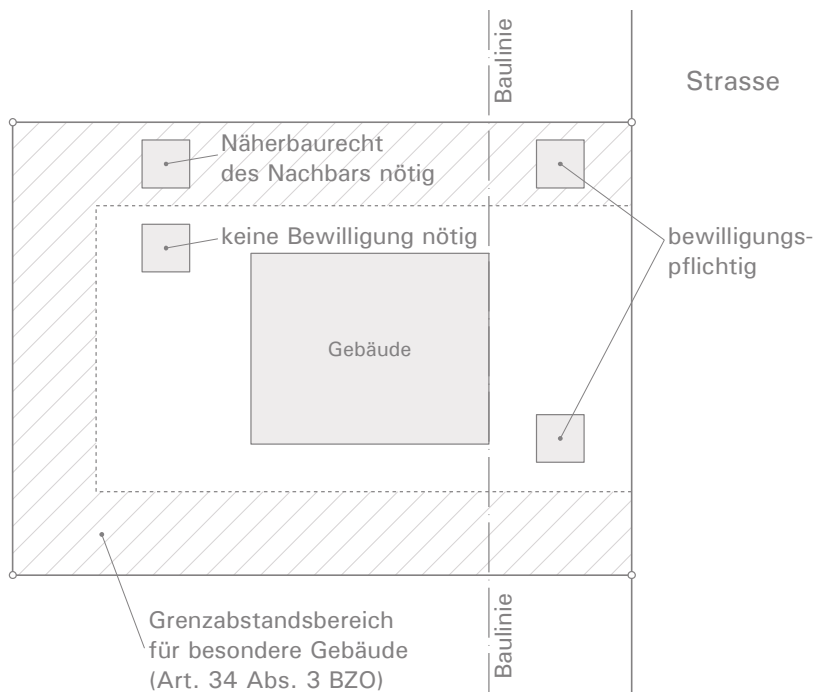 Baulinie
Strasse
Näherbaurecht
des Nachbars nötig
keine Bewilligung nötig
bewilligungs-
pflichtig
Gebäude
Grenzabstandsbereich
für besondere Gebäude
(Art. 34 Abs. 3 BZO)
Baulinie